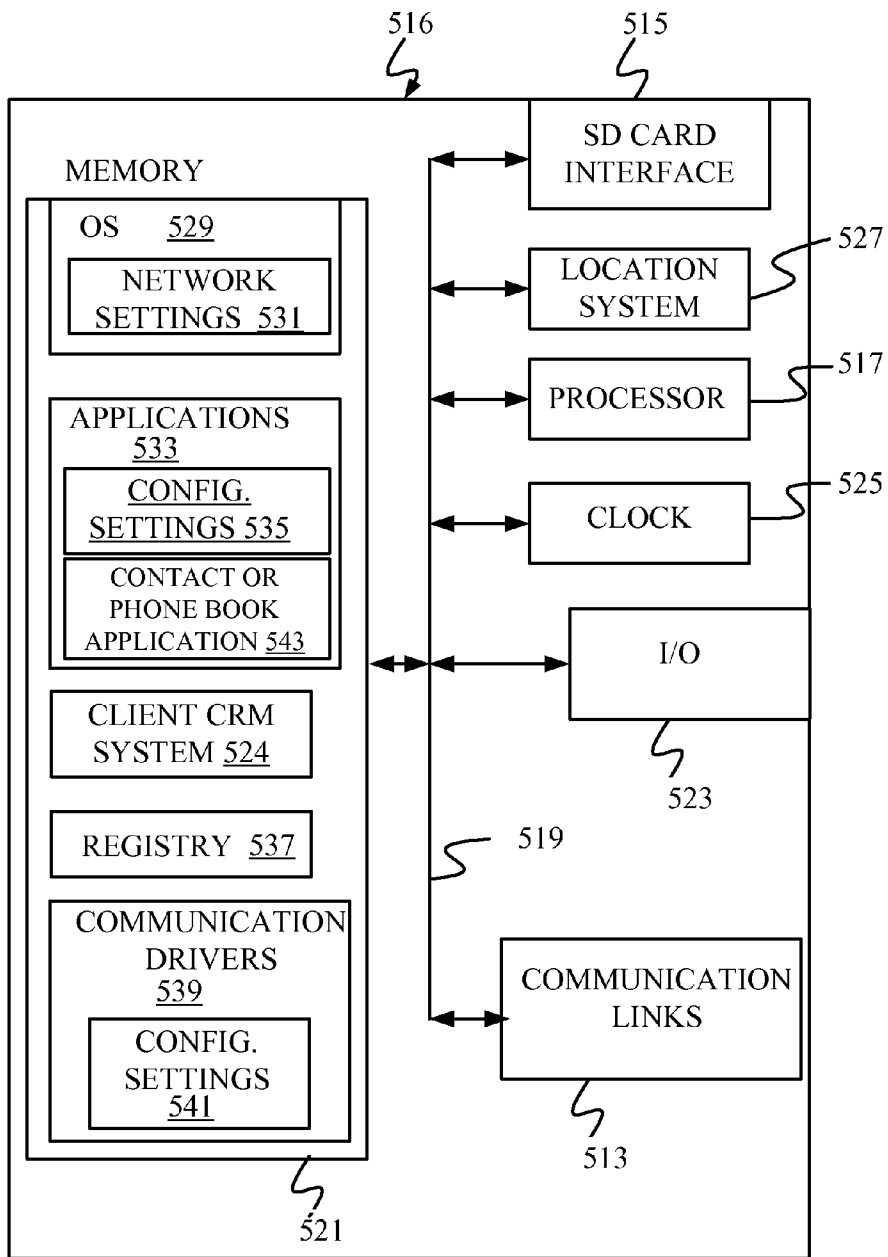 516
515
SD CARD
INTERFACE
MEMORY
OS 529
NETWORK
SETTINGS 531
527
LOCATION
SYSTEM
517
PROCESSOR
APPLICATIONS
533
CONFIG.
SETTINGS 535
CONTACT OR
PHONE BOOK
APPLICATION 543
525
CLOCK
I/O
523
CLIENT CRM
SYSTEM 524
REGISTRY 537
519
COMMUNICATION
DRIVERS
539
CONFIG.
SETTINGS
541
COMMUNICATION
LINKS
513
521